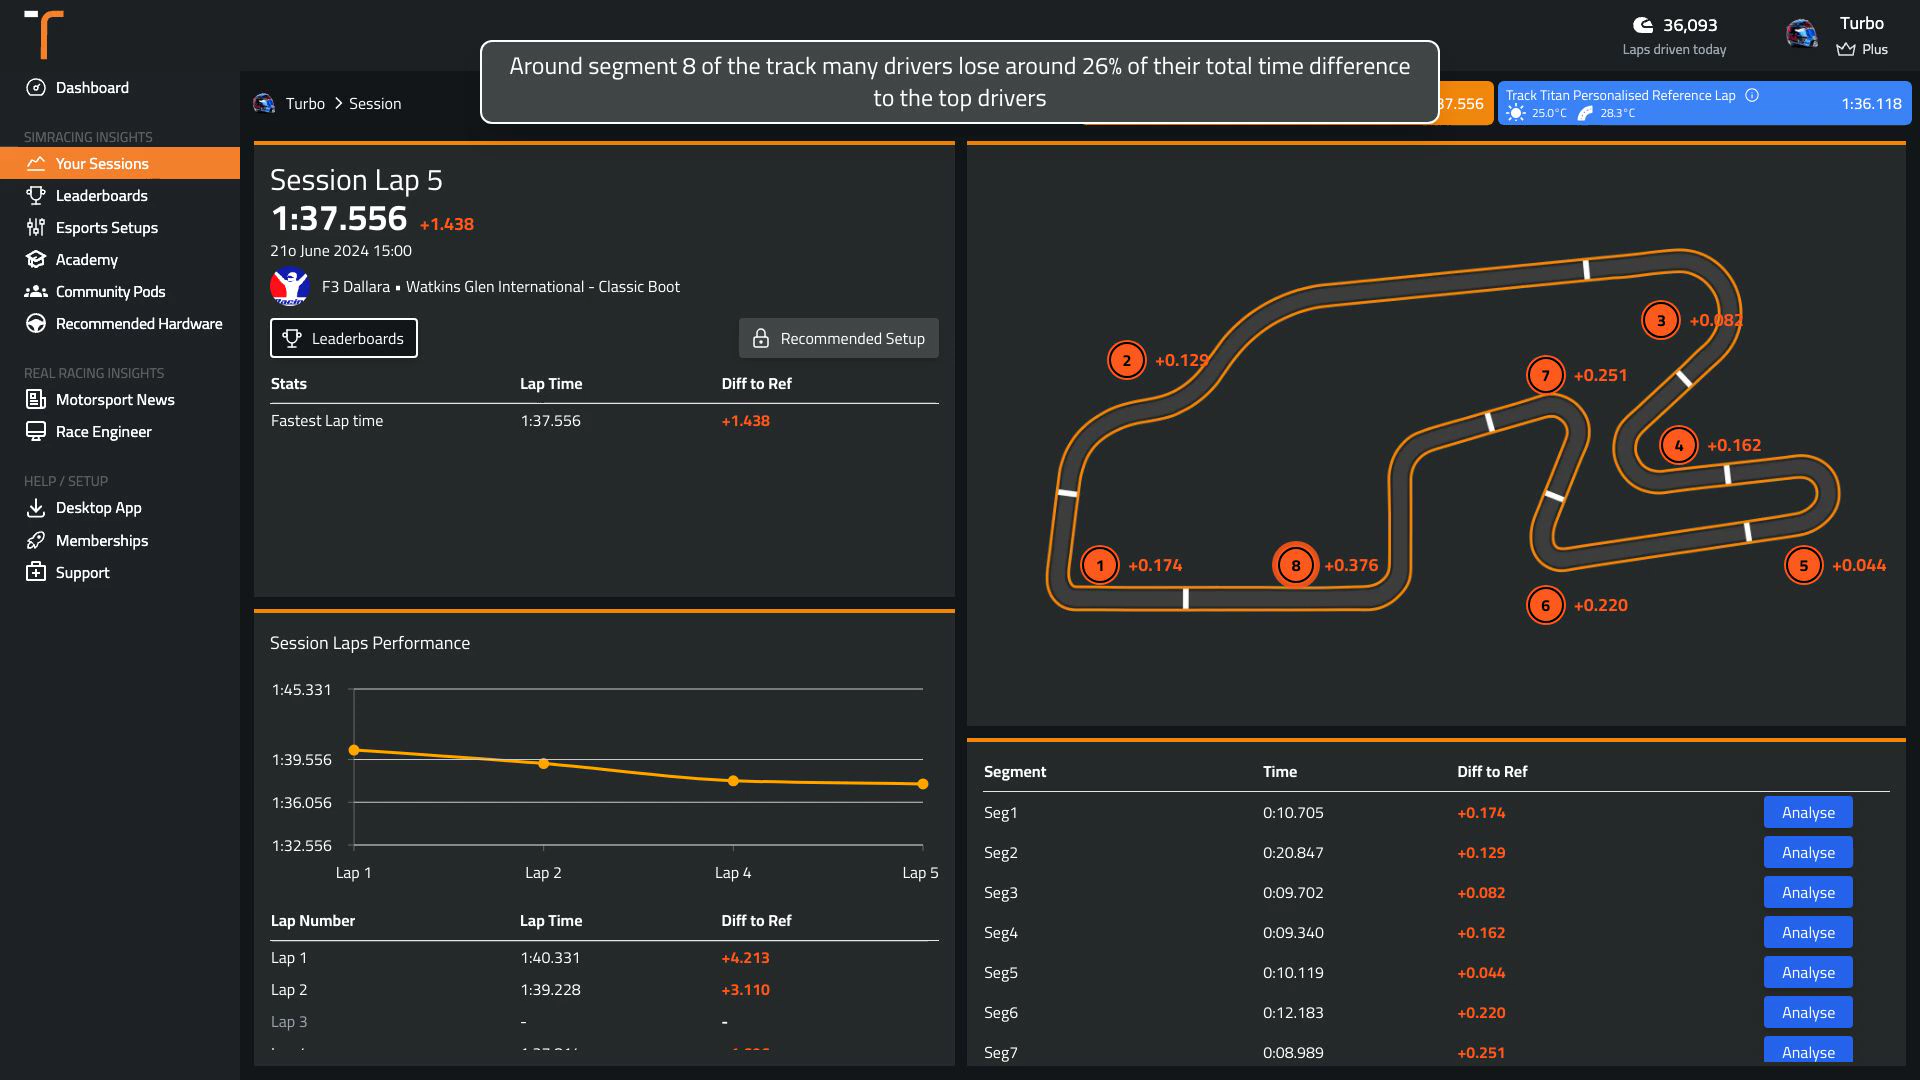 36,093
Laps driven today
Turbo
Plus
Around segment 8 of the track many drivers lose around 26% of their total time difference
to the top drivers
Dashboard
SIMRACING INSIGHTS
Your Sessions
Leaderboards
Esports Setups
Academy
Community Pods
Recommended Hardware
REAL RACING INSIGHTS
Motorsport News
Race Engineer
HELP / SETUP
Desktop App
Memberships
Support
Turbo > Session
37.556
Track Titan Personalised Reference Lap
25.0°C 28.3°C
1:36.118
Session Lap 5
1:37.556 +1.438
21o June 2024 15:00
F3 Dallara • Watkins Glen International - Classic Boot
Leaderboards
Recommended Setup
Stats Lap Time Diff to Ref
Fastest Lap time 1:37.556 +1.438
3 +0.082
2 +0.129
7 +0.251
4 +0.162
1 +0.174
8 +0.376
5 +0.044
6 +0.220
Session Laps Performance
1:45.331
1:39.556
1:36.056
1:32.556
Lap 1 Lap 2 Lap 4 Lap 5
Lap Number Lap Time Diff to Ref
Lap 1 1:40.331 +4.213
Lap 2 1:39.228 +3.110
Lap 3 - -
Segment Time Diff to Ref
Seg1 0:10.705 +0.174 Analyse
Seg2 0:20.847 +0.129 Analyse
Seg3 0:09.702 +0.082 Analyse
Seg4 0:09.340 +0.162 Analyse
Seg5 0:10.119 +0.044 Analyse
Seg6 0:12.183 +0.220 Analyse
Seg7 0:08.989 +0.251 Analyse